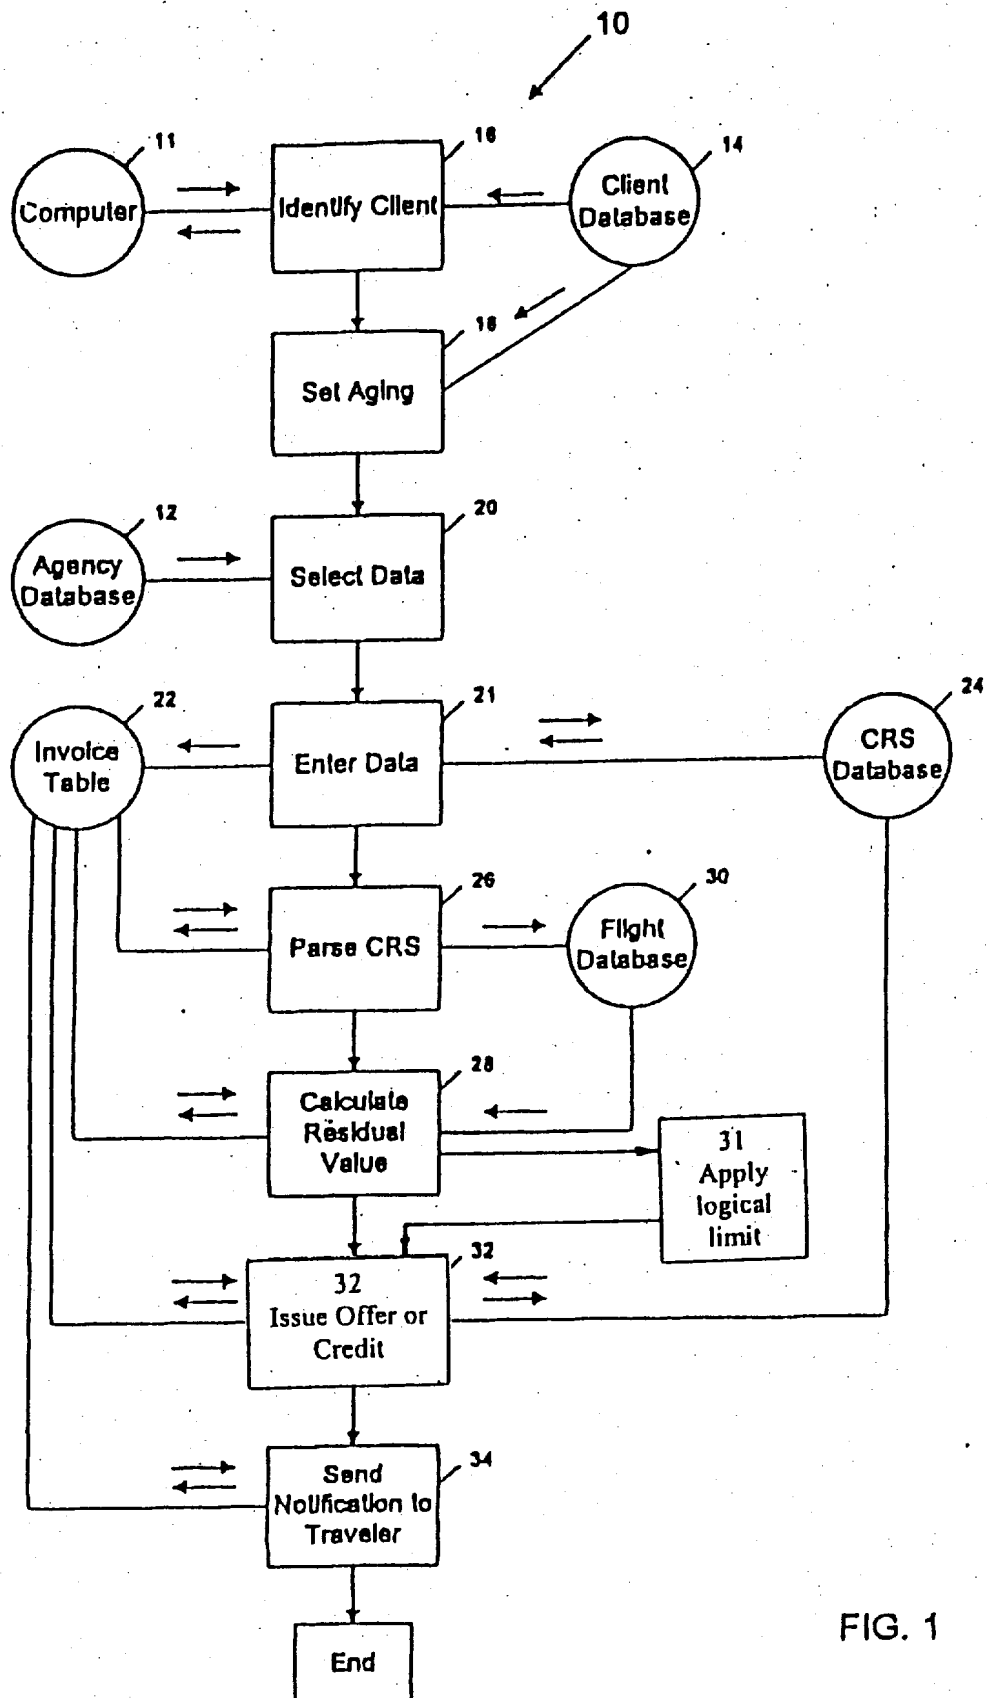 10
11
16
14
Computer
Identify Client
Client
Database
18
Set Aging
12
20
Agency
Database
Select Data
22
21
24
Invoice
Table
Enter Data
CRS
Database
26
30
Parse CRS
Flight
Database
28
Calculate
Residual
Value
31
Apply
logical
limit
32
32
Issue Offer or
Credit
34
Send
Notification to
Traveler
End
FIG. 1